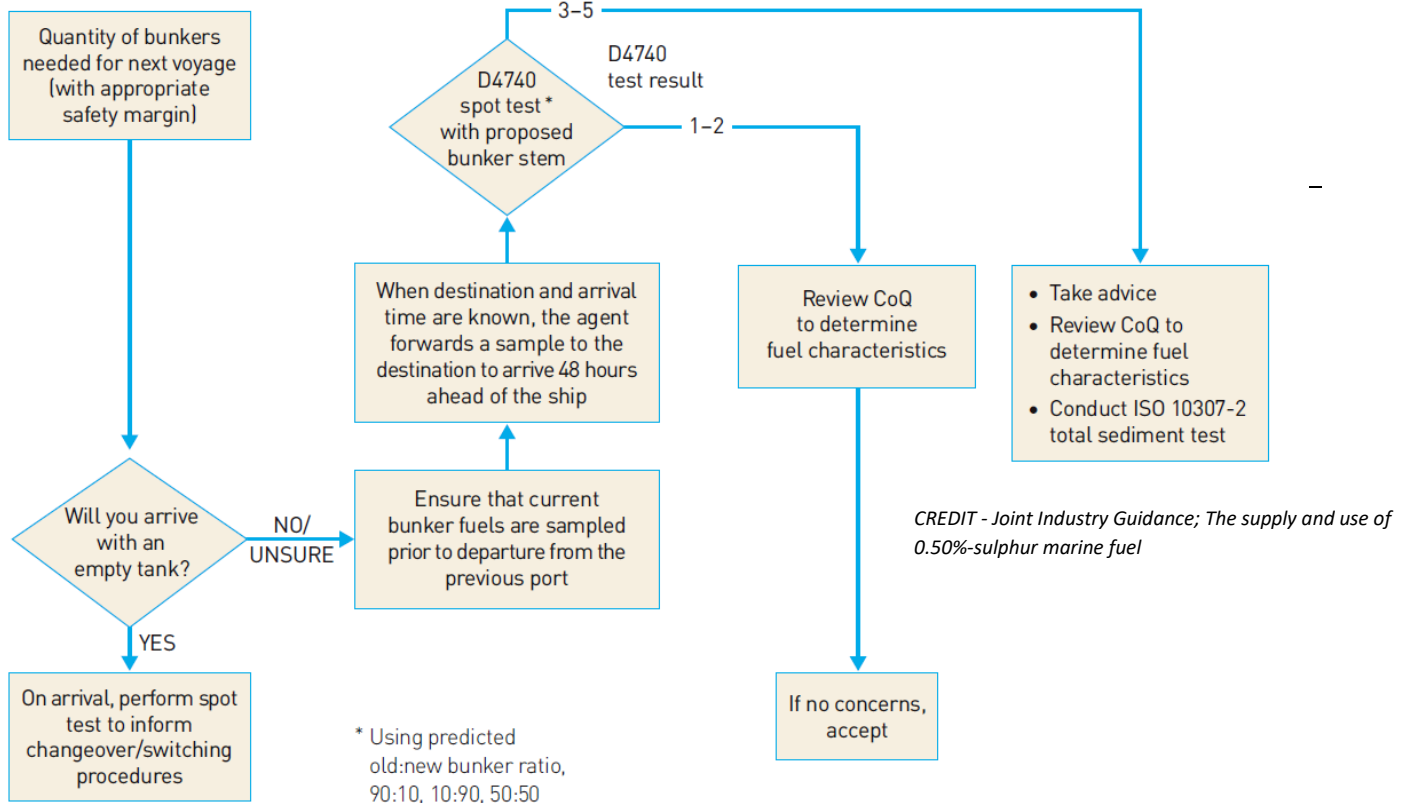 Quantity of bunkers
needed for next voyage
(with appropriate
safety margin)
Will you arrive
with an
empty tank?
YES
On arrival, perform spot
test to inform
changeover/switching
procedures
NO/
UNSURE
Ensure that current
bunker fuels are sampled
prior to departure from the
previous port
When destination and arrival
time are known, the agent
forwards a sample to the
destination to arrive 48 hours
ahead of the ship
D4740
spot test *
with proposed
bunker stem
D4740
test result
1–2
3–5
Review CoQ
to determine
fuel characteristics
If no concerns,
accept
• Take advice
• Review CoQ to
determine fuel
characteristics
• Conduct ISO 10307-2
total sediment test
* Using predicted
old:new bunker ratio,
90:10, 10:90, 50:50
CREDIT - Joint Industry Guidance; The supply and use of
0.50%-sulphur marine fuel
–